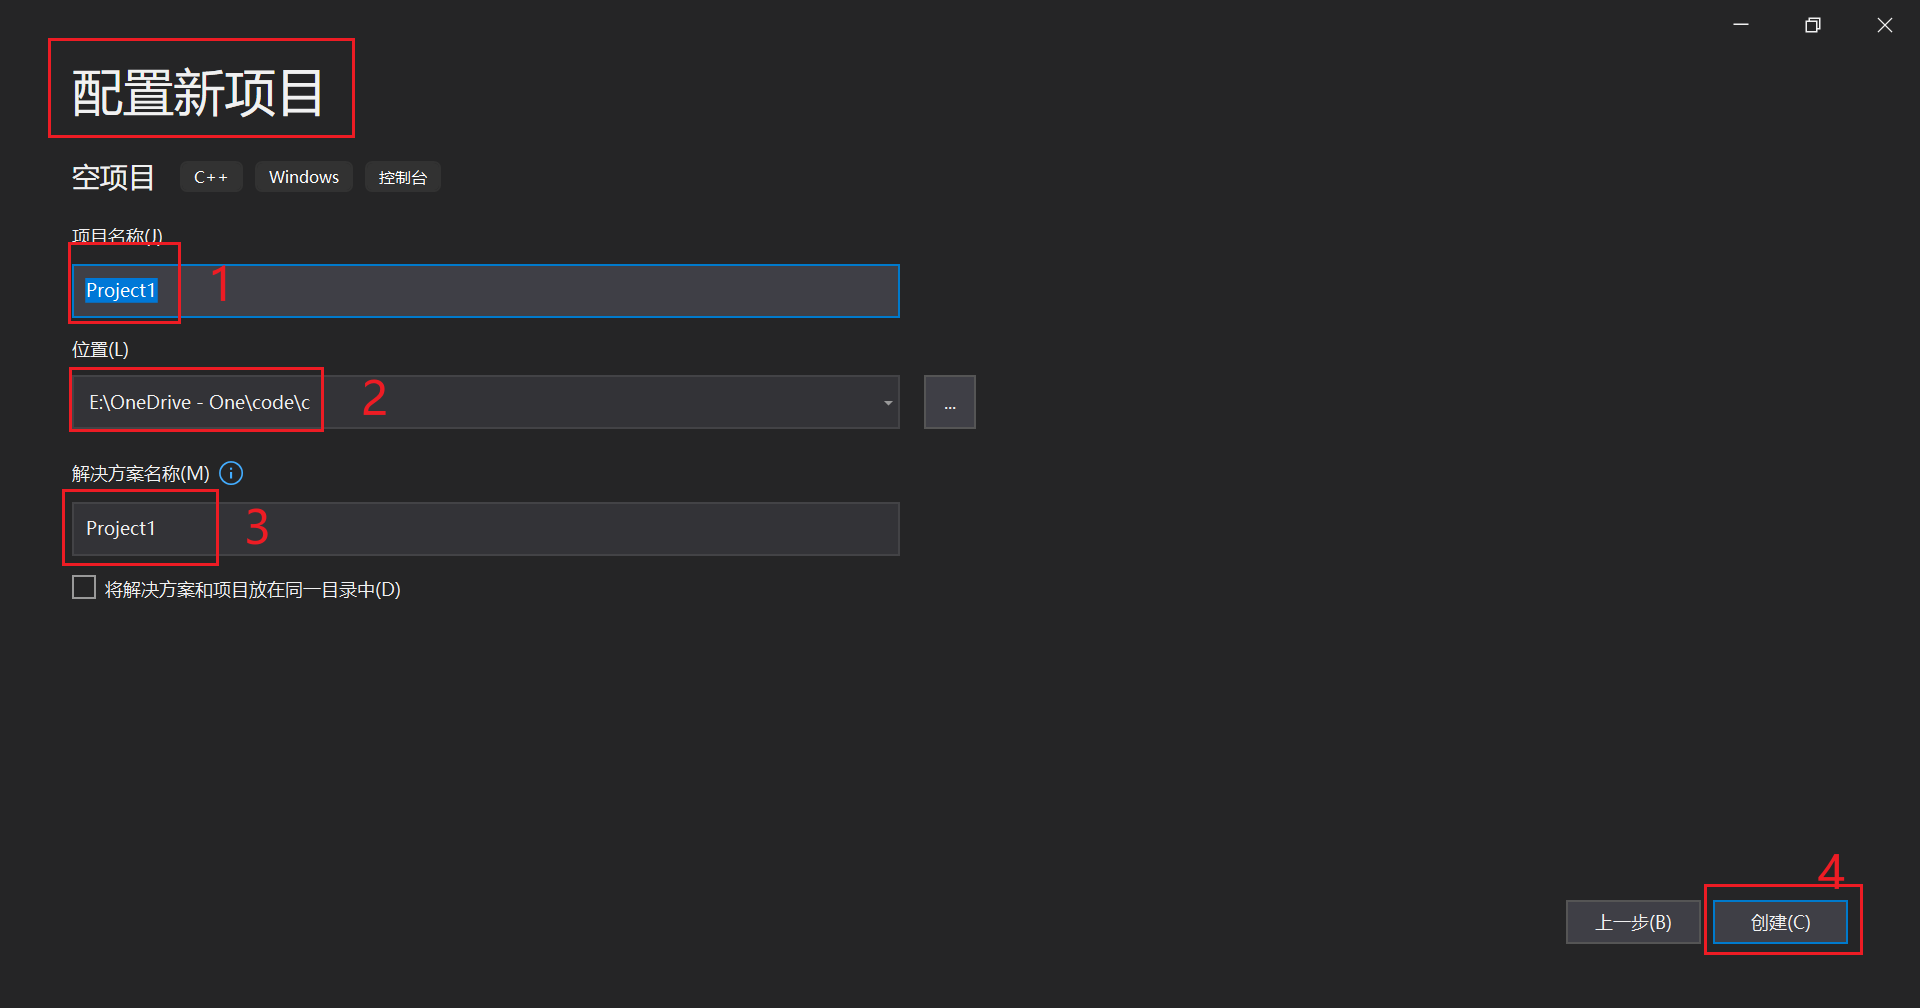 配置新项目
空项目 C++ Windows 控制台
项目名称(J)
Project1 1
位置(L)
E:\OneDrive - One\code\c 2 ...
解决方案名称(M)
Project1 3
将解决方案和项目放在同一目录中(D)
4
上一步(B) 创建(C)